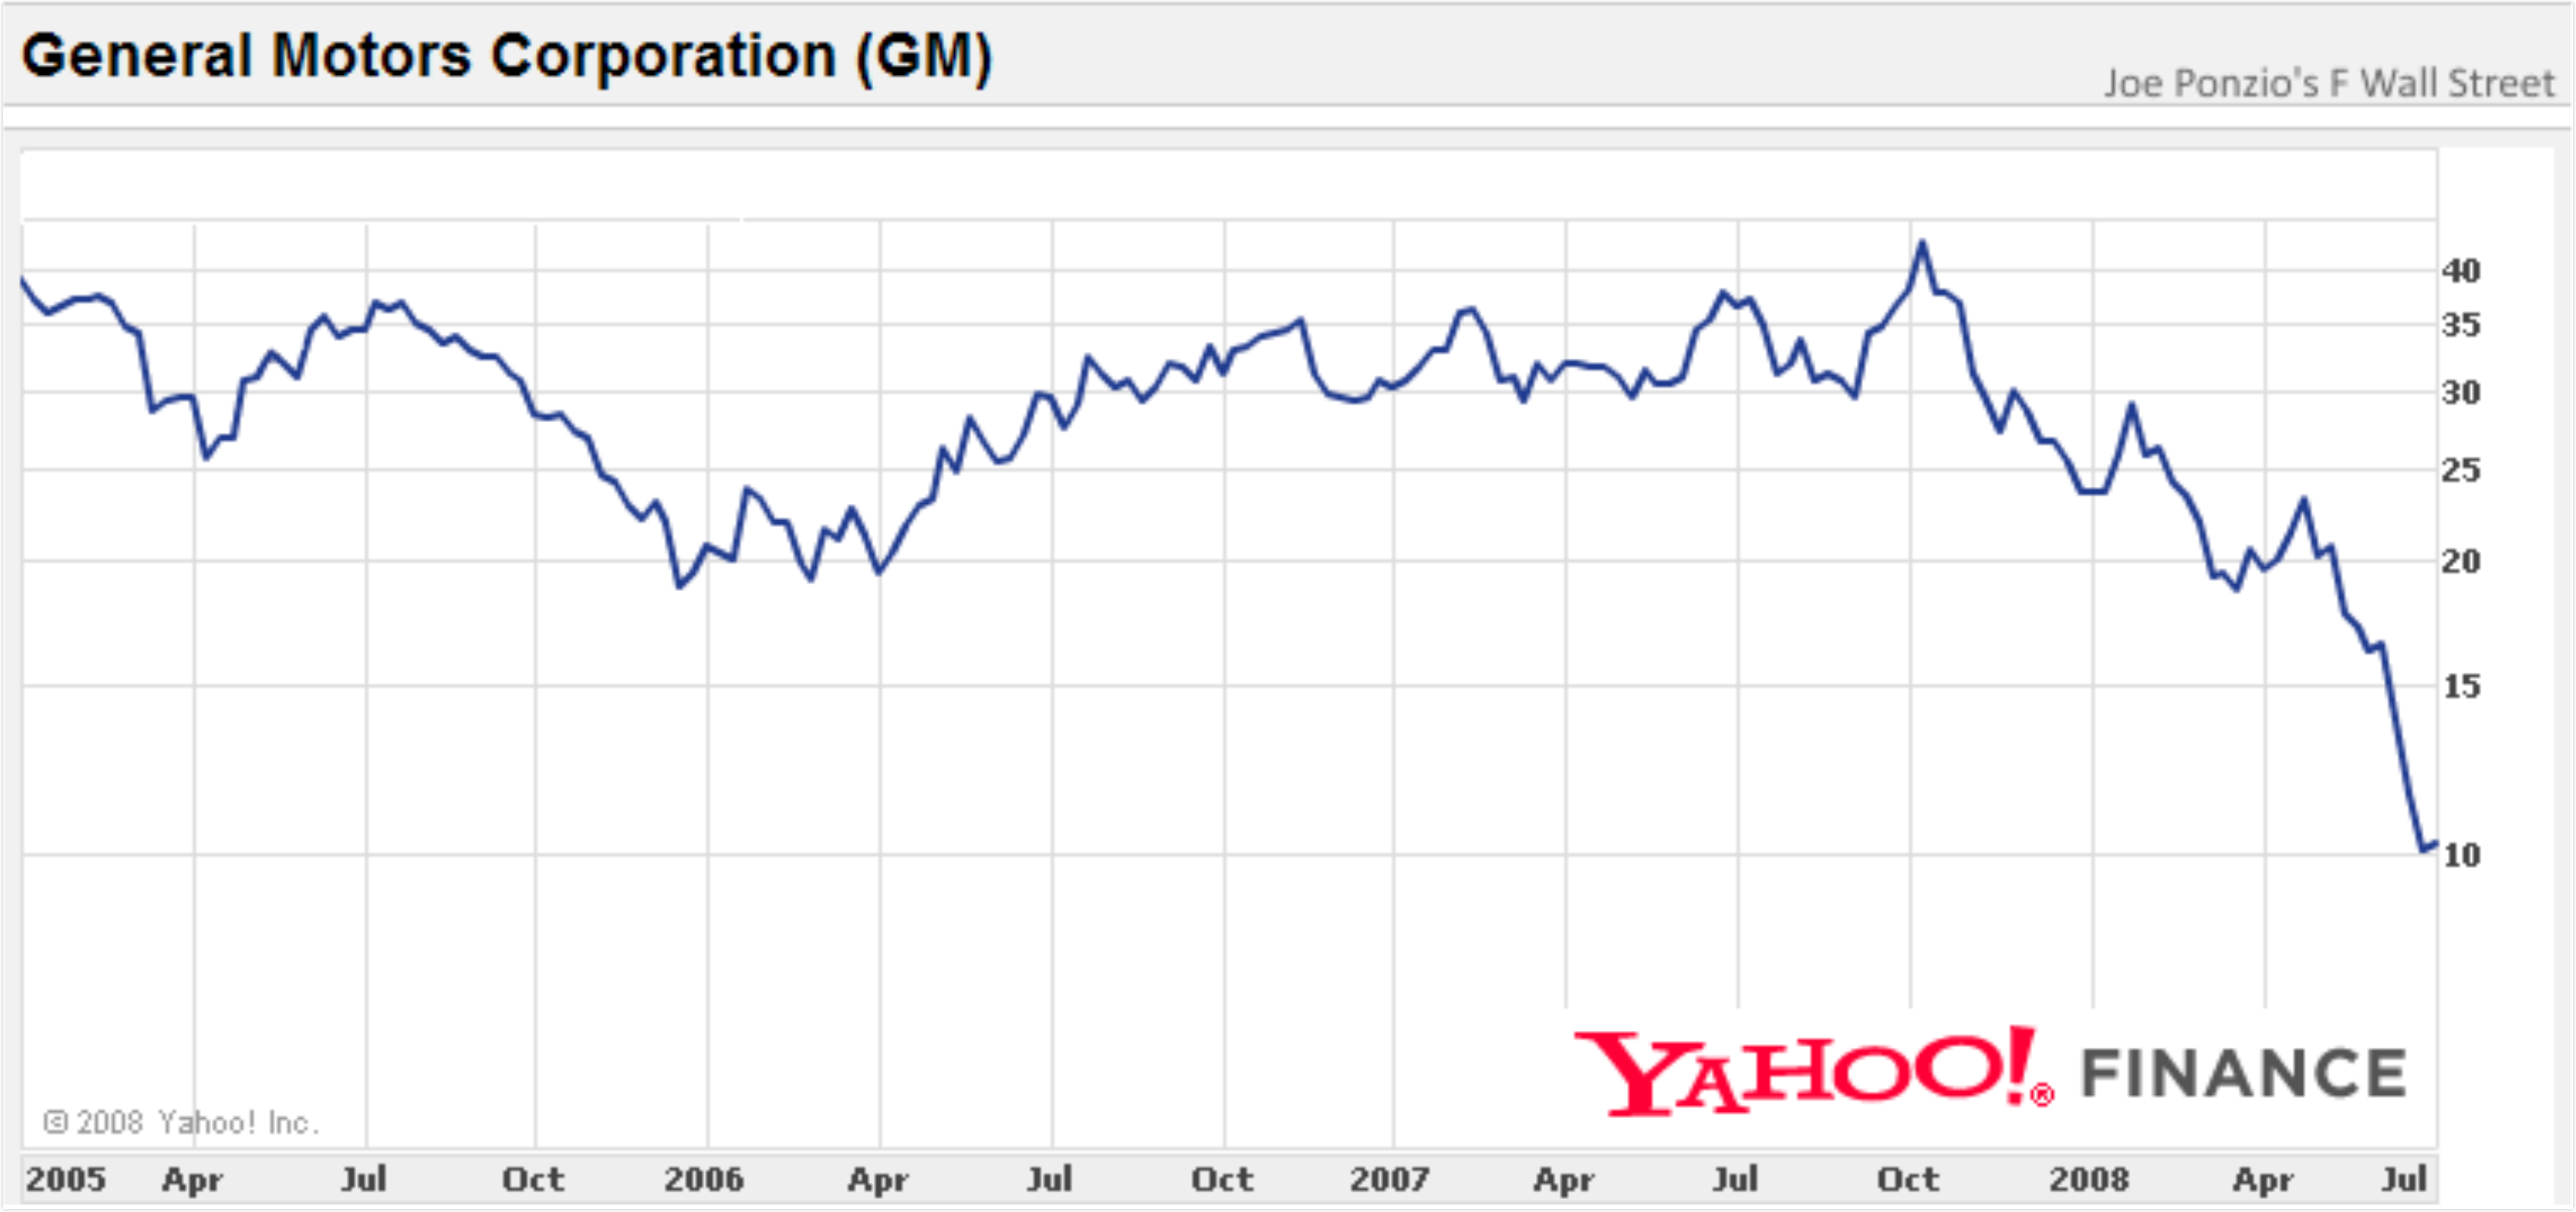 General Motors Corporation (GM)
Joe Ponzio's F Wall Street
40
35
30
25
20
15
10
YAHOO!® FINANCE
© 2008 Yahoo! Inc.
2005 Apr Jul Oct 2006 Apr Jul Oct 2007 Apr Jul Oct 2008 Apr Jul